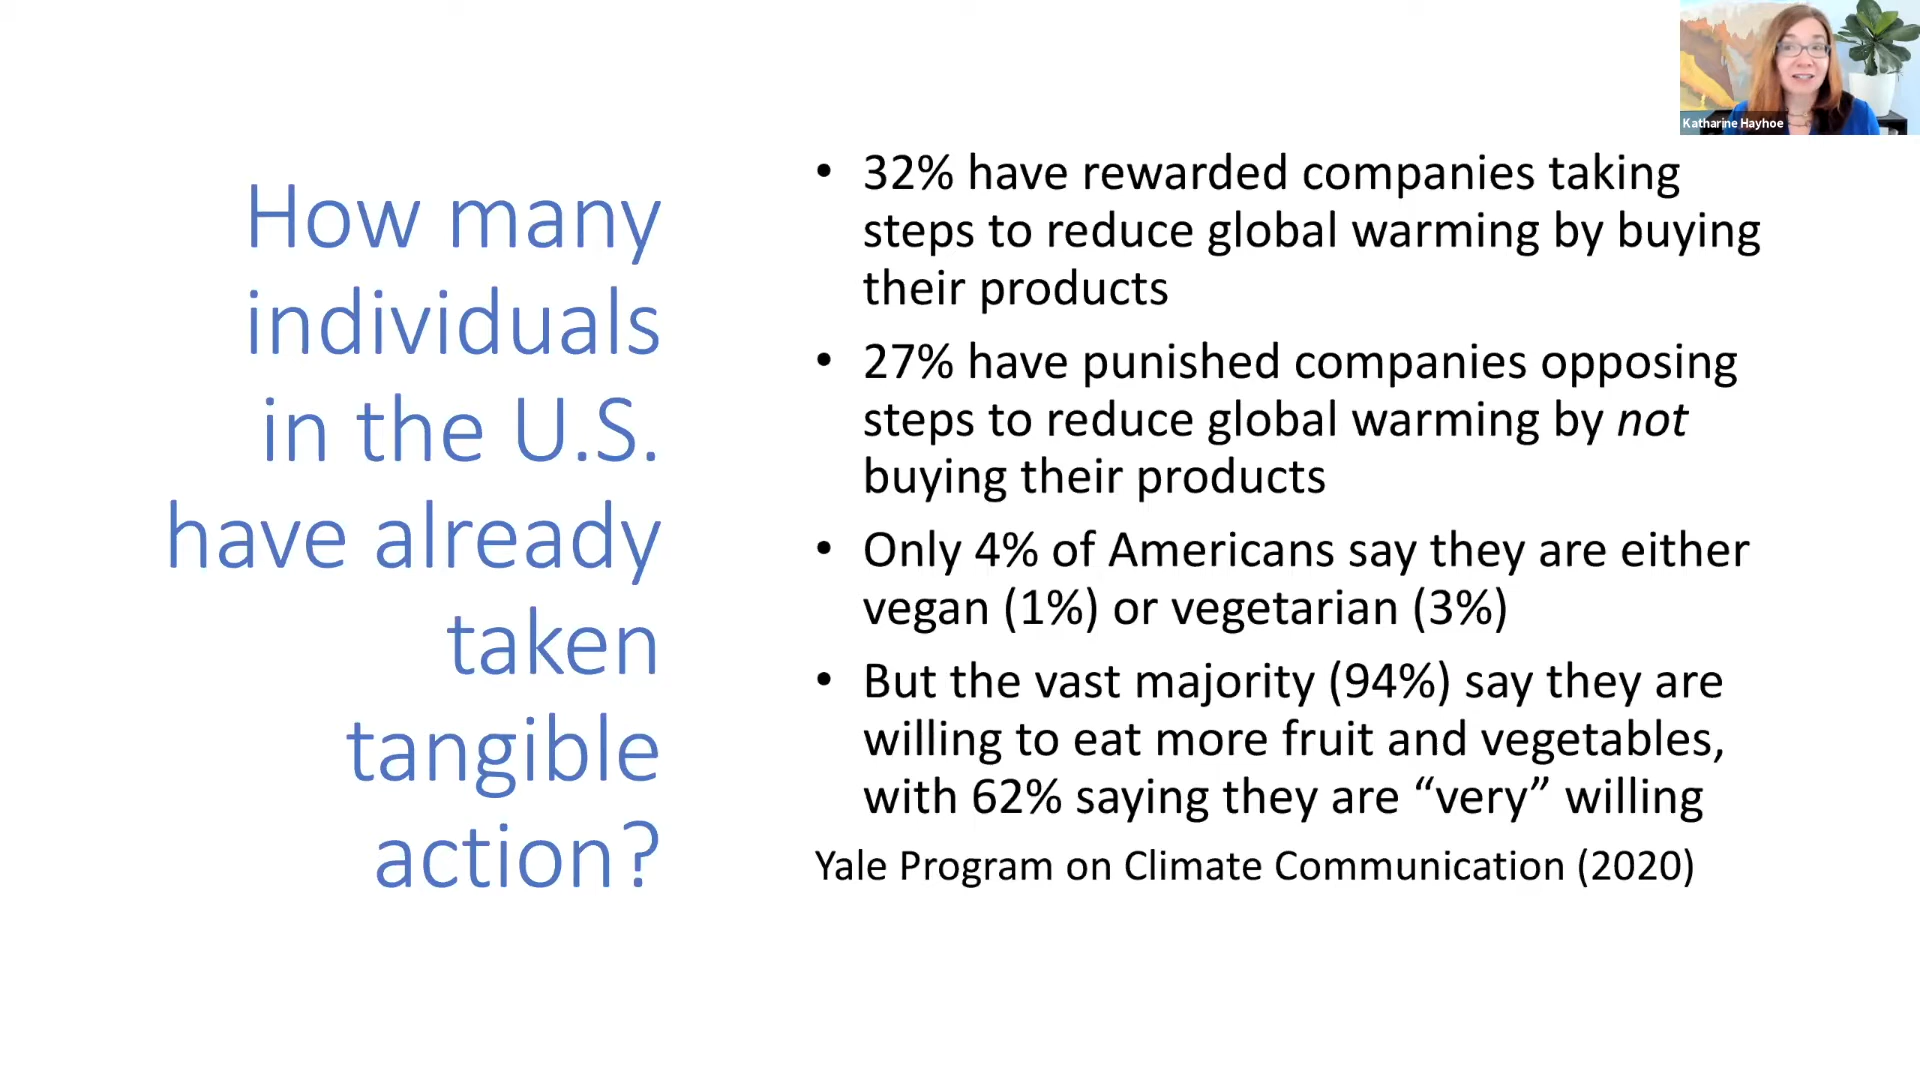 Katharine Hayhoe
How many
individuals
in the U.S.
have already
taken
tangible
action?
• 32% have rewarded companies taking
steps to reduce global warming by buying
their products
• 27% have punished companies opposing
steps to reduce global warming by not
buying their products
• Only 4% of Americans say they are either
vegan (1%) or vegetarian (3%)
• But the vast majority (94%) say they are
willing to eat more fruit and vegetables,
with 62% saying they are “very” willing
Yale Program on Climate Communication (2020)